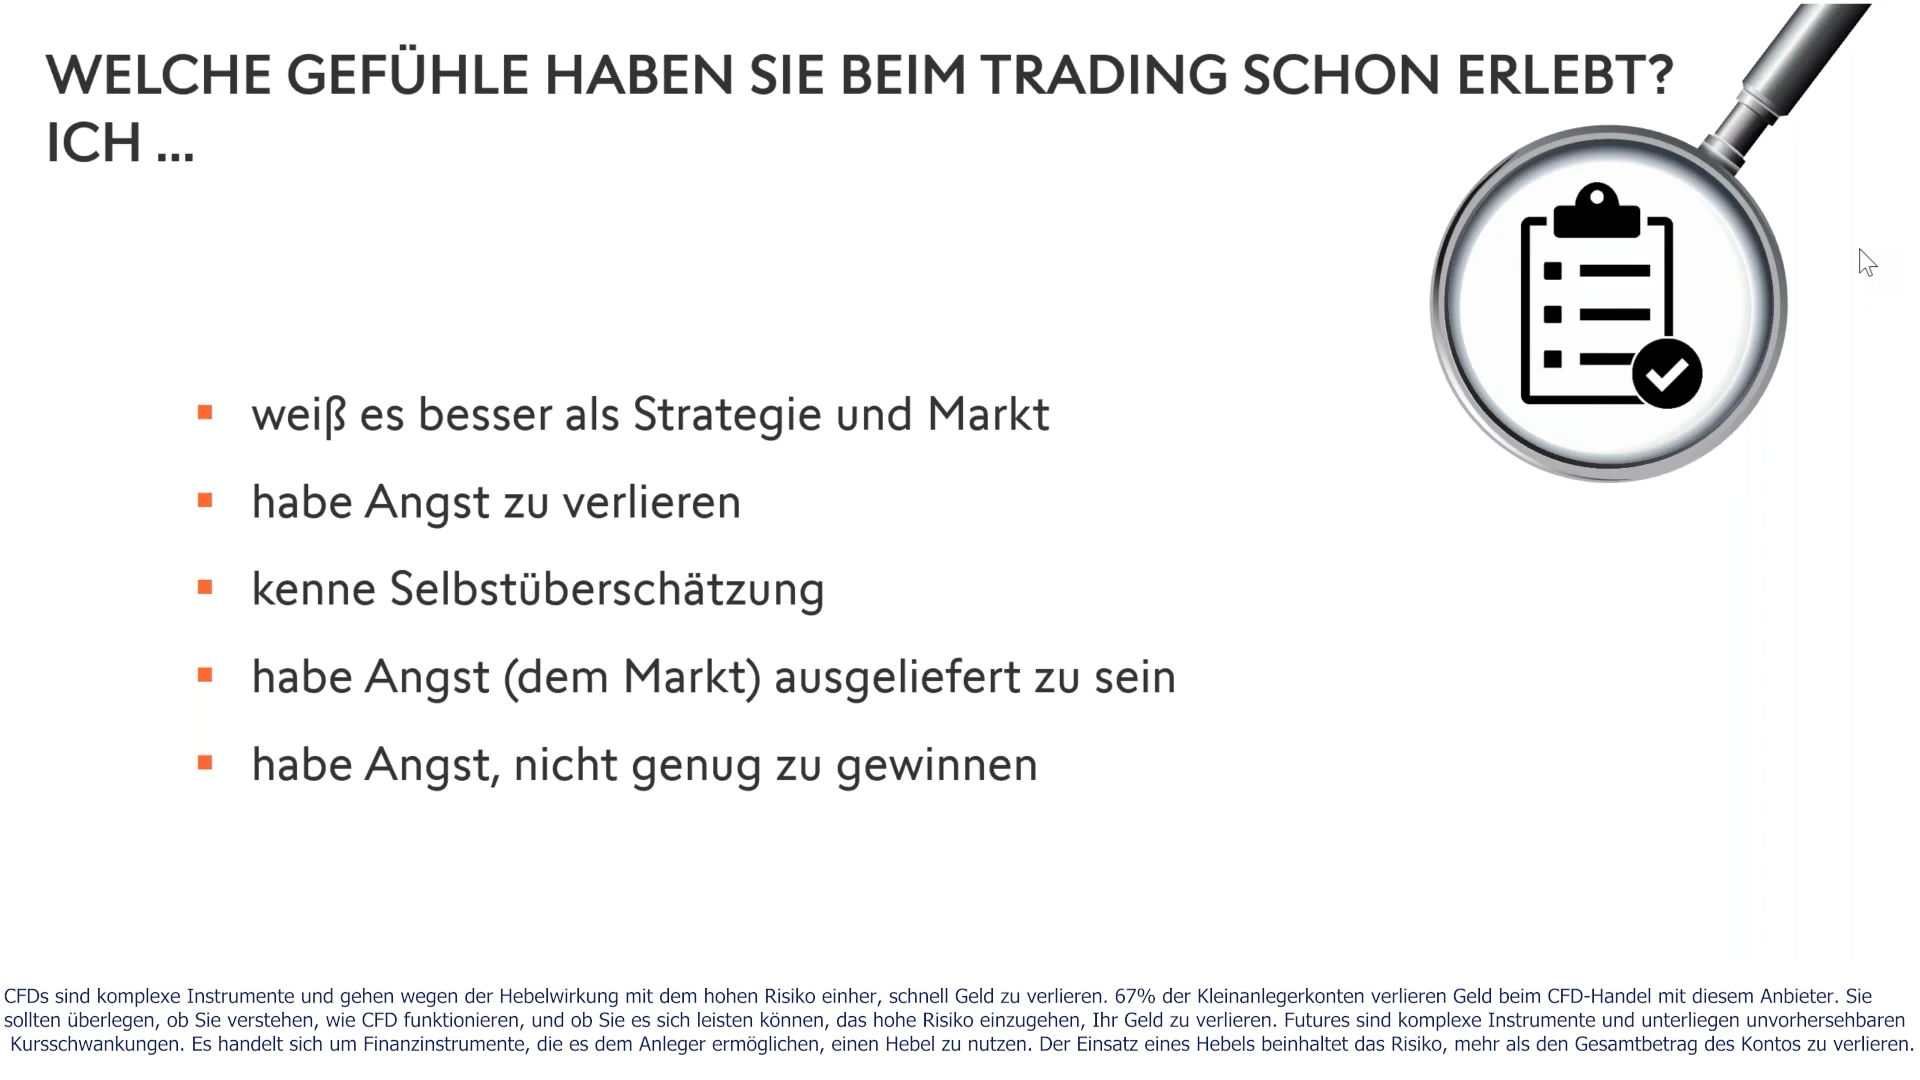 WELCHE GEFÜHLE HABEN SIE BEIM TRADING SCHON ERLEBT?
ICH ...
weiß es besser als Strategie und Markt
habe Angst zu verlieren
kenne Selbstüberschätzung
habe Angst (dem Markt) ausgeliefert zu sein
habe Angst, nicht genug zu gewinnen
CFDs sind komplexe Instrumente und gehen wegen der Hebelwirkung mit dem hohen Risiko einher, schnell Geld zu verlieren. 67% der Kleinanlegerkonten verlieren Geld beim CFD-Handel mit diesem Anbieter. Sie
sollten überlegen, ob Sie verstehen, wie CFD funktionieren, und ob Sie es sich leisten können, das hohe Risiko einzugehen, Ihr Geld zu verlieren. Futures sind komplexe Instrumente und unterliegen unvorhersehbaren
Kursschwankungen. Es handelt sich um Finanzinstrumente, die es dem Anleger ermöglichen, einen Hebel zu nutzen. Der Einsatz eines Hebels beinhaltet das Risiko, mehr als den Gesamtbetrag des Kontos zu verlieren.